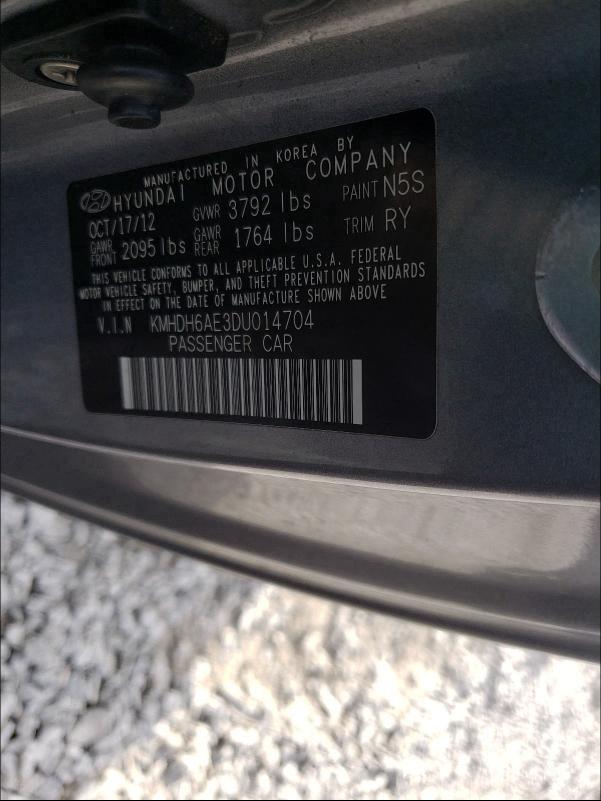 MANUFACTURED IN KOREA BY
HYUNDAI MOTOR COMPANY
OCT/17/12 GVWR 3792 lbs PAINT N5S
GAWR FRONT 2095 lbs GAWR REAR 1764 lbs TRIM RY
THIS VEHICLE CONFORMS TO ALL APPLICABLE U.S.A. FEDERAL
MOTOR VEHICLE SAFETY, BUMPER, AND THEFT PREVENTION STANDARDS
IN EFFECT ON THE DATE OF MANUFACTURE SHOWN ABOVE
V.I.N KMHDH6AE3DU014704
PASSENGER CAR